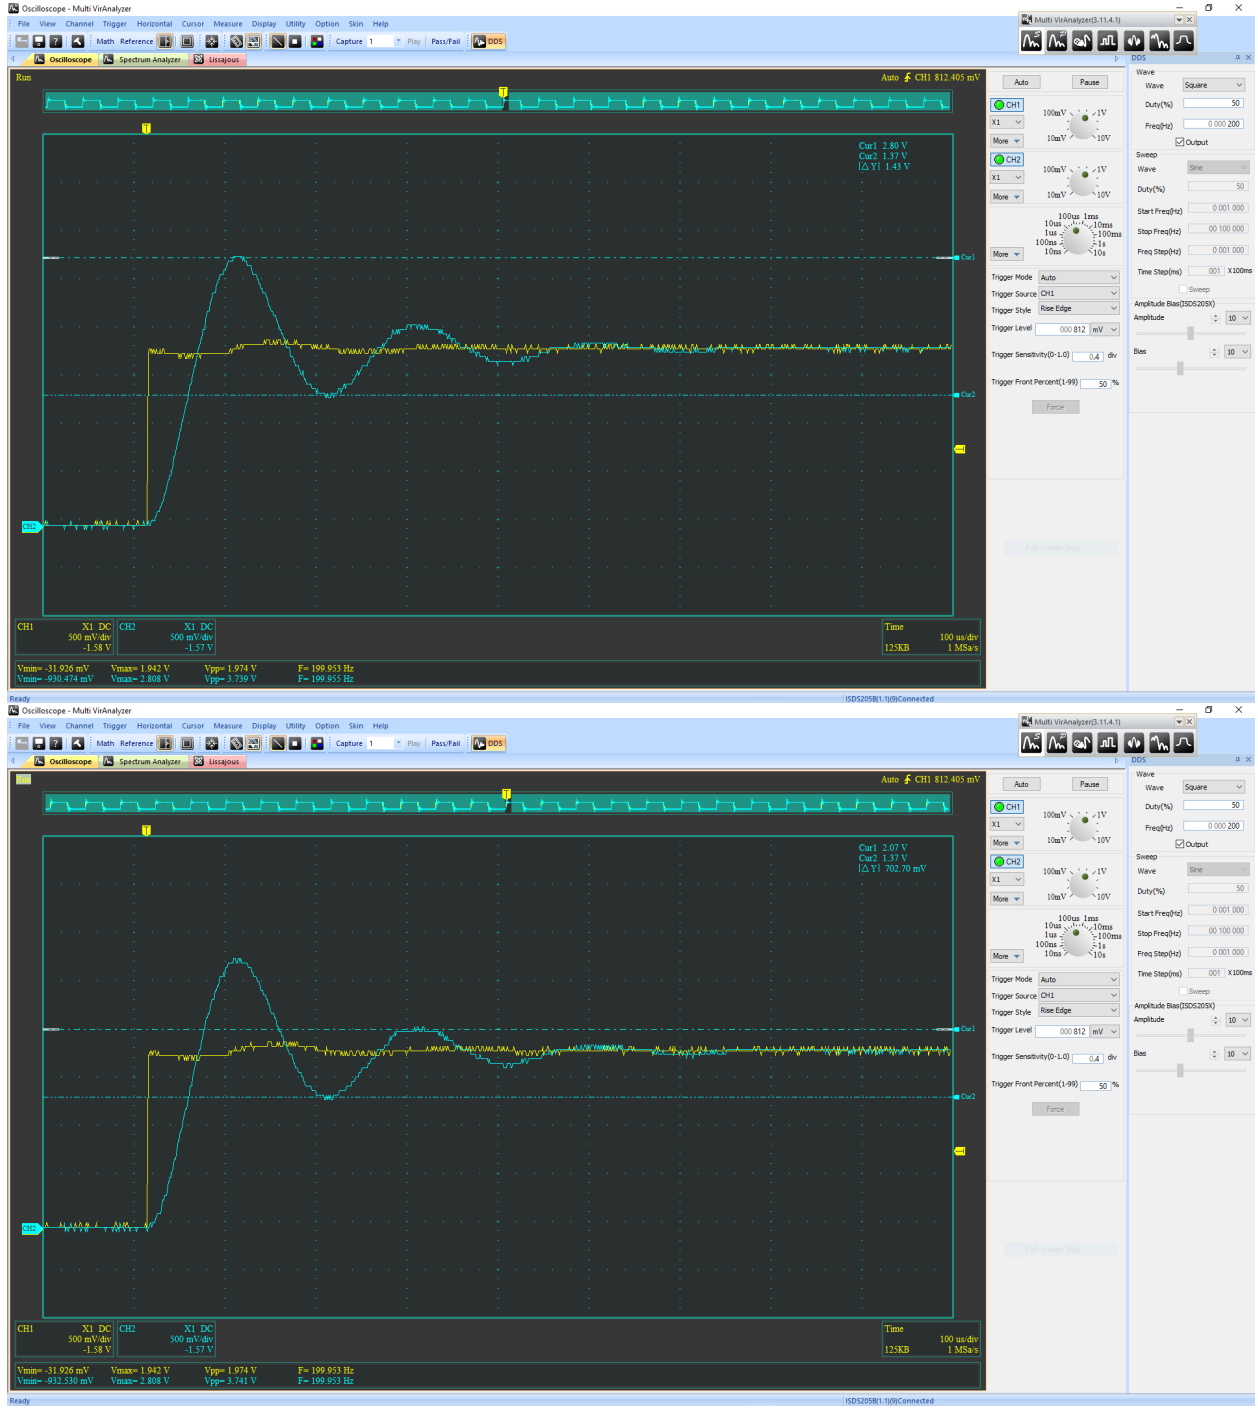 Oscilloscope - Multi VirAnalyzer
File View Channel Trigger Horizontal Cursor Measure Display Utility Option Skin Help
Multi VirAnalyzer(3.11.4.1)
Math Reference Capture 1 Play Pass/Fail DDS
Oscilloscope Spectrum Analyzer Lissajous
Run
Auto CH1 812.405 mV
T
T
Cur1 2.80 V
Cur2 1.37 V
|△Y| 1.43 V
Cur1
Cur2
CH2
CH1 X1 DC
500 mV/div
-1.58 V
CH2 X1 DC
500 mV/div
-1.57 V
Time
100 us/div
125KB 1 MSa/s
Vmin= -31.926 mV Vmax= 1.942 V Vpp= 1.974 V F= 199.953 Hz
Vmin= -930.474 mV Vmax= 2.808 V Vpp= 3.739 V F= 199.955 Hz
Auto Pause
CH1
X1
More
100mV 1V
10mV 10V
CH2
X1
More
100mV 1V
10mV 10V
100us 1ms
10us 10ms
1us 100ms
100ns 1s
10ns 10s
More
Trigger Mode Auto
Trigger Source CH1
Trigger Style Rise Edge
Trigger Level 000 812 mV
Trigger Sensitivity(0-1.0) 0.4 div
Trigger Front Percent(1-99) 50 %
Force
DDS
Wave
Wave Square
Duty(%) 50
Freq(Hz) 0 000 200
Output
Sweep
Wave Sine
Duty(%) 50
Start Freq(Hz) 0 001 000
Stop Freq(Hz) 00 100 000
Freq Step(Hz) 0 001 000
Time Step(ms) 001 X100ms
Sweep
Amplitude Bias(ISDS205X)
Amplitude 10
Bias 10
Ready
ISDS205B(1.1)(9)Connected
Oscilloscope - Multi VirAnalyzer
File View Channel Trigger Horizontal Cursor Measure Display Utility Option Skin Help
Multi VirAnalyzer(3.11.4.1)
Math Reference Capture 1 Play Pass/Fail DDS
Oscilloscope Spectrum Analyzer Lissajous
Run
Auto CH1 812.405 mV
T
T
Cur1 2.07 V
Cur2 1.37 V
|△Y| 702.70 mV
Cur1
Cur2
CH2
CH1 X1 DC
500 mV/div
-1.58 V
CH2 X1 DC
500 mV/div
-1.57 V
Time
100 us/div
125KB 1 MSa/s
Vmin= -31.926 mV Vmax= 1.942 V Vpp= 1.974 V F= 199.953 Hz
Vmin= -932.530 mV Vmax= 2.808 V Vpp= 3.741 V F= 199.953 Hz
Auto Pause
CH1
X1
More
100mV 1V
10mV 10V
CH2
X1
More
100mV 1V
10mV 10V
100us 1ms
10us 10ms
1us 100ms
100ns 1s
10ns 10s
More
Trigger Mode Auto
Trigger Source CH1
Trigger Style Rise Edge
Trigger Level 000 812 mV
Trigger Sensitivity(0-1.0) 0.4 div
Trigger Front Percent(1-99) 50 %
Force
DDS
Wave
Wave Square
Duty(%) 50
Freq(Hz) 0 000 200
Output
Sweep
Wave Sine
Duty(%) 50
Start Freq(Hz) 0 001 000
Stop Freq(Hz) 00 100 000
Freq Step(Hz) 0 001 000
Time Step(ms) 001 X100ms
Sweep
Amplitude Bias(ISDS205X)
Amplitude 10
Bias 10
Ready
ISDS205B(1.1)(9)Connected